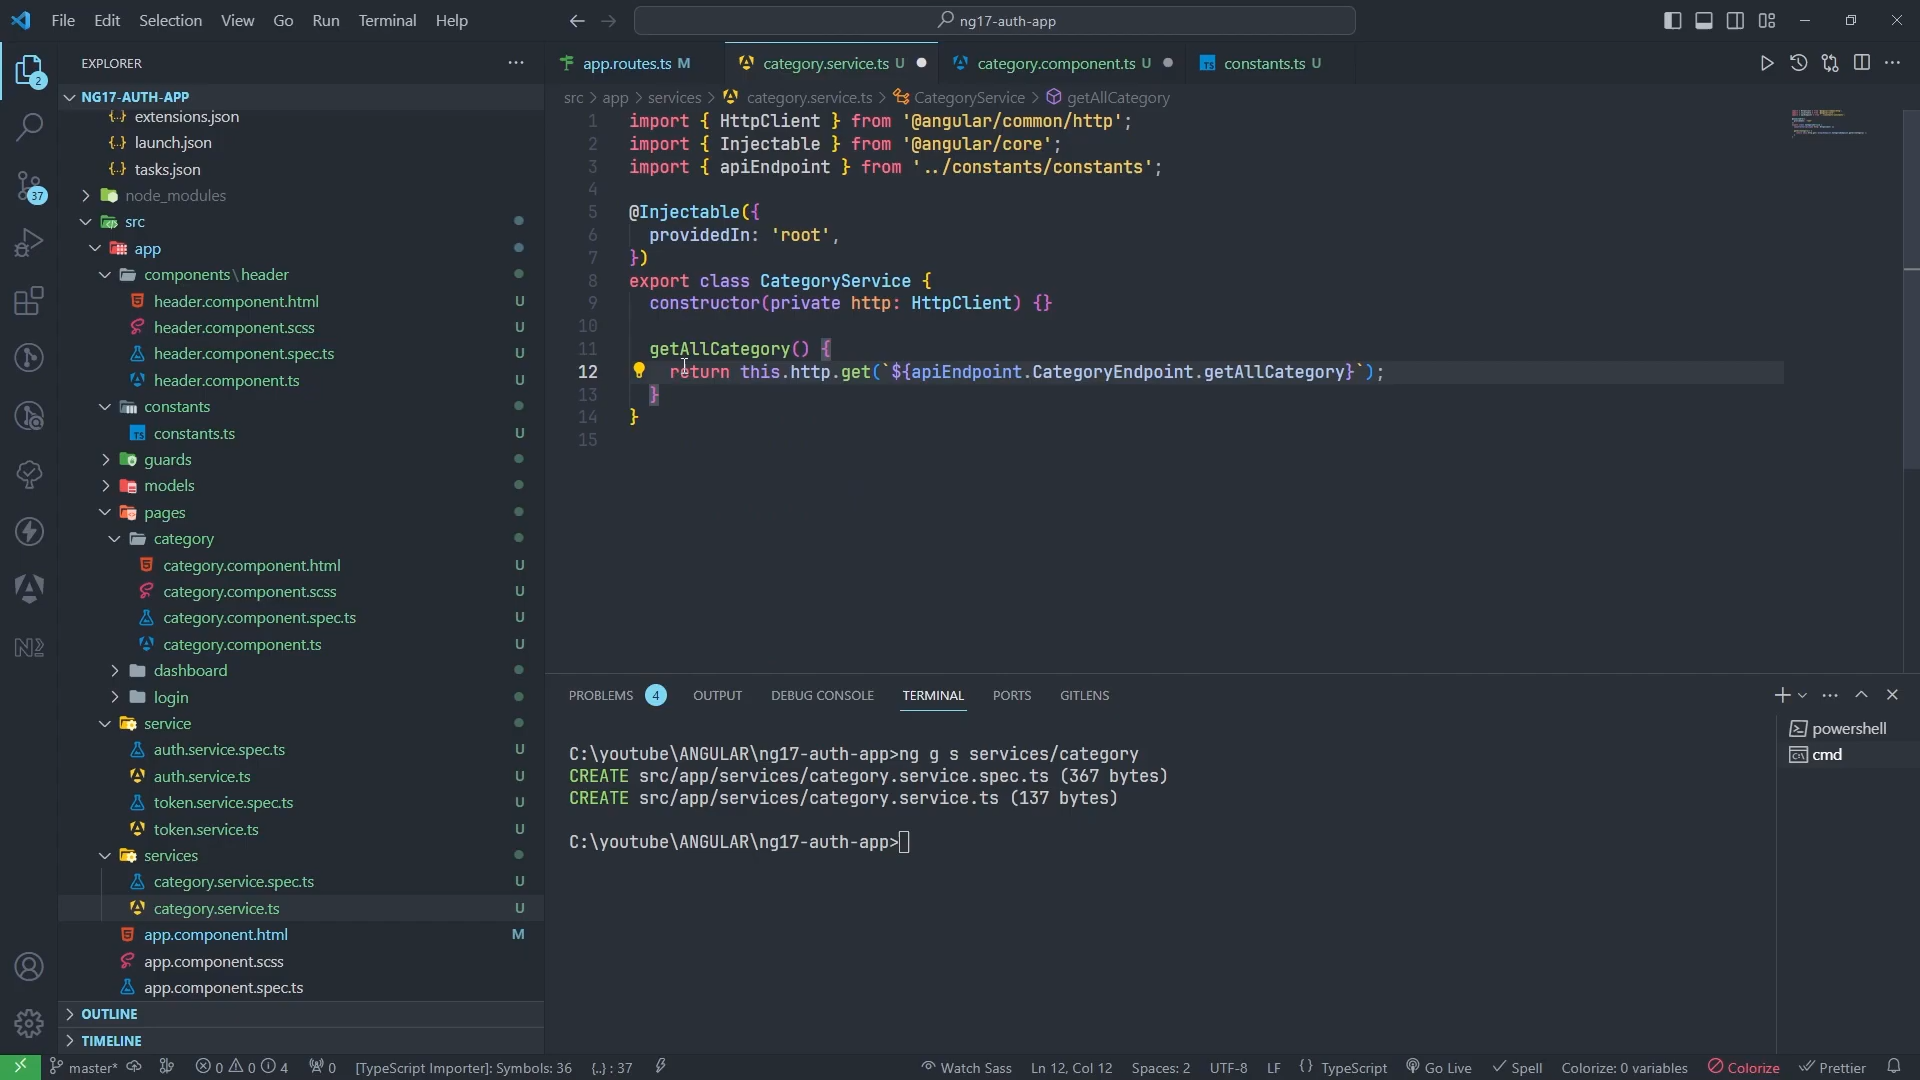 File Edit Selection View Go Run Terminal Help
ng17-auth-app
EXPLORER
NG17-AUTH-APP
extensions.json
launch.json
tasks.json
node_modules
src
app
components\header
header.component.html U
header.component.scss U
header.component.spec.ts U
header.component.ts U
constants
constants.ts U
guards
models
pages
category
category.component.html U
category.component.scss U
category.component.spec.ts U
category.component.ts U
dashboard
login
service
auth.service.spec.ts U
auth.service.ts U
token.service.spec.ts U
token.service.ts U
services
category.service.spec.ts U
category.service.ts U
app.component.html M
app.component.scss
app.component.spec.ts
OUTLINE
TIMELINE
2
37
app.routes.ts M
category.service.ts U
category.component.ts U
constants.ts U
src > app > services > category.service.ts > CategoryService > getAllCategory
1 import { HttpClient } from '@angular/common/http';
2 import { Injectable } from '@angular/core';
3 import { apiEndpoint } from '../constants/constants';
4
5 @Injectable({
6 providedIn: 'root',
7 })
8 export class CategoryService {
9 constructor(private http: HttpClient) {}
10
11 getAllCategory() {
12 return this.http.get(`${apiEndpoint.CategoryEndpoint.getAllCategory}`);
13 }
14 }
15
PROBLEMS 4 OUTPUT DEBUG CONSOLE TERMINAL PORTS GITLENS
C:\youtube\ANGULAR\ng17-auth-app>ng g s services/category
CREATE src/app/services/category.service.spec.ts (367 bytes)
CREATE src/app/services/category.service.ts (137 bytes)
C:\youtube\ANGULAR\ng17-auth-app>
powershell
cmd
master* 0 0 4 0 [TypeScript Importer]: Symbols: 36 {..} : 37 Watch Sass Ln 12, Col 12 Spaces: 2 UTF-8 LF {} TypeScript Go Live Spell Colorize: 0 variables Colorize Prettier